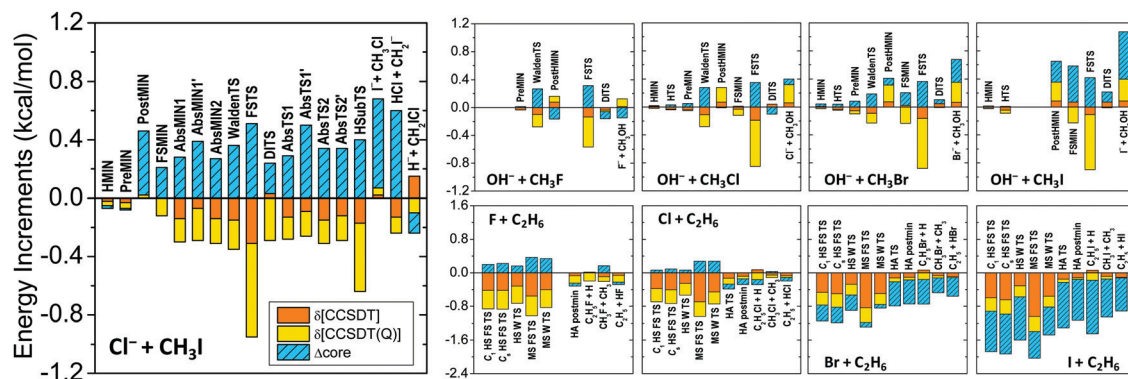 Energy Increments (kcal/mol)
1.2
0.8
0.4
0.0
-0.4
-0.8
-1.2
HMIN
PreMIN
PostMIN
FSMIN
AbsMIN1
AbsMIN1'
AbsMIN2
WaldenTS
FSTS
DITS
AbsTS1
AbsTS1'
AbsTS2
AbsTS2'
HSubTS
I⁻ + CH₃Cl
HCl + CH₂I⁻
H⁻ + CH₂ICl
Cl⁻ + CH₃I
δ[CCSDT]
δ[CCSDT(Q)]
Δcore
1.2
0.8
0.4
0.0
-0.4
-0.8
-1.2
PreMIN
WaldenTS
PostHMIN
FSTS
DITS
F⁻ + CH₃OH
OH⁻ + CH₃F
HMIN
HTS
PreMIN
WaldenTS
PostHMIN
FSMIN
FSTS
DITS
Cl⁻ + CH₃OH
OH⁻ + CH₃Cl
HMIN
HTS
PreMIN
WaldenTS
PostHMIN
FSMIN
FSTS
DITS
Br⁻ + CH₃OH
OH⁻ + CH₃Br
HMIN
HTS
PostHMIN
FSMIN
FSTS
DITS
I⁻ + CH₃OH
OH⁻ + CH₃I
1.6
0.8
0.0
-0.8
-1.6
-2.4
F + C₂H₆
C₁ HS FS TS
Cₛ HS FS TS
HS W TS
MS FS TS
MS W TS
HA postmin
C₂H₅F + H
CH₃F + CH₃
C₂H₅ + HF
Cl + C₂H₆
C₁ HS FS TS
Cₛ HS FS TS
HS W TS
MS FS TS
MS W TS
HA TS
HA postmin
C₂H₅Cl + H
CH₃Cl + CH₃
C₂H₅ + HCl
C₁ HS FS TS
Cₛ HS FS TS
HS W TS
MS FS TS
MS W TS
HA TS
HA postmin
C₂H₅Br + H
CH₃Br + CH₃
C₂H₅ + HBr
Br + C₂H₆
C₁ HS FS TS
Cₛ HS FS TS
HS W TS
MS FS TS
MS W TS
HA TS
HA postmin
C₂H₅I + H
CH₃I + CH₃
C₂H₅ + HI
I + C₂H₆